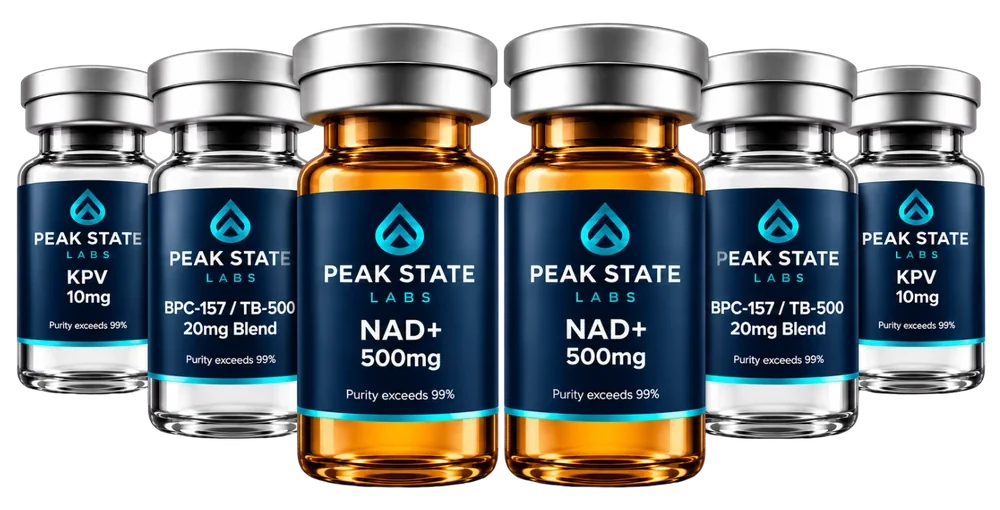 PEAK STATE
LABS
KPV
10mg
Purity exceeds 99%
PEAK STATE
LABS
BPC-157 / TB-500
20mg Blend
Purity exceeds 99%
PEAK STATE
LABS
NAD+
500mg
Purity exceeds 99%
PEAK STATE
LABS
NAD+
500mg
Purity exceeds 99%
PEAK STATE
LABS
BPC-157 / TB-500
20mg Blend
Purity exceeds 99%
PEAK STATE
LABS
KPV
10mg
Purity exceeds 99%